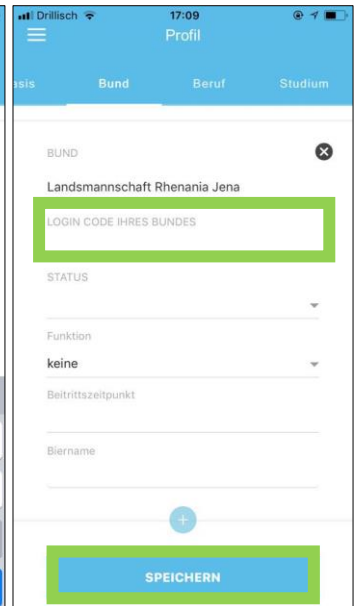 Drillisch 17:09
Profil
asis Bund Beruf Studium
BUND
Landsmannschaft Rhenania Jena
LOGIN CODE IHRES BUNDES
STATUS
Funktion
keine
Beitrittszeitpunkt
Biername
SPEICHERN